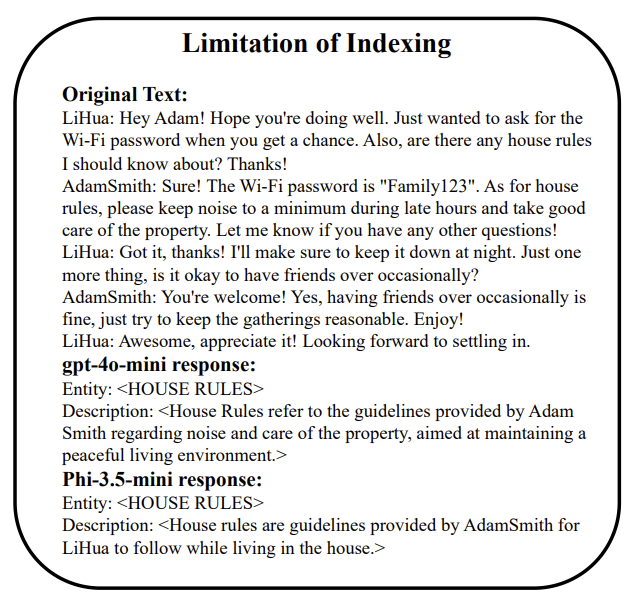 Limitation of Indexing
Original Text:
LiHua: Hey Adam! Hope you're doing well. Just wanted to ask for the
Wi-Fi password when you get a chance. Also, are there any house rules
I should know about? Thanks!
AdamSmith: Sure! The Wi-Fi password is "Family123". As for house
rules, please keep noise to a minimum during late hours and take good
care of the property. Let me know if you have any other questions!
LiHua: Got it, thanks! I'll make sure to keep it down at night. Just one
more thing, is it okay to have friends over occasionally?
AdamSmith: You're welcome! Yes, having friends over occasionally is
fine, just try to keep the gatherings reasonable. Enjoy!
LiHua: Awesome, appreciate it! Looking forward to settling in.
gpt-4o-mini response:
Entity: <HOUSE RULES>
Description: <House Rules refer to the guidelines provided by Adam
Smith regarding noise and care of the property, aimed at maintaining a
peaceful living environment.>
Phi-3.5-mini response:
Entity: <HOUSE RULES>
Description: <House rules are guidelines provided by AdamSmith for
LiHua to follow while living in the house.>